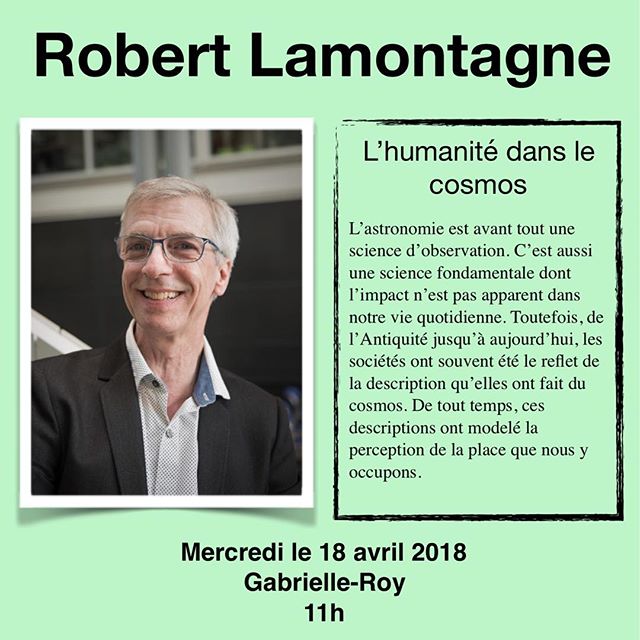 Robert Lamontagne
L’humanité dans le
cosmos
L’astronomie est avant tout une
science d’observation. C’est aussi
une science fondamentale dont
l’impact n’est pas apparent dans
notre vie quotidienne. Toutefois, de
l’Antiquité jusqu’à aujourd’hui, les
sociétés ont souvent été le reflet de
la description qu’elles ont fait du
cosmos. De tout temps, ces
descriptions ont modelé la
perception de la place que nous y
occupons.
Mercredi le 18 avril 2018
Gabrielle-Roy
11h